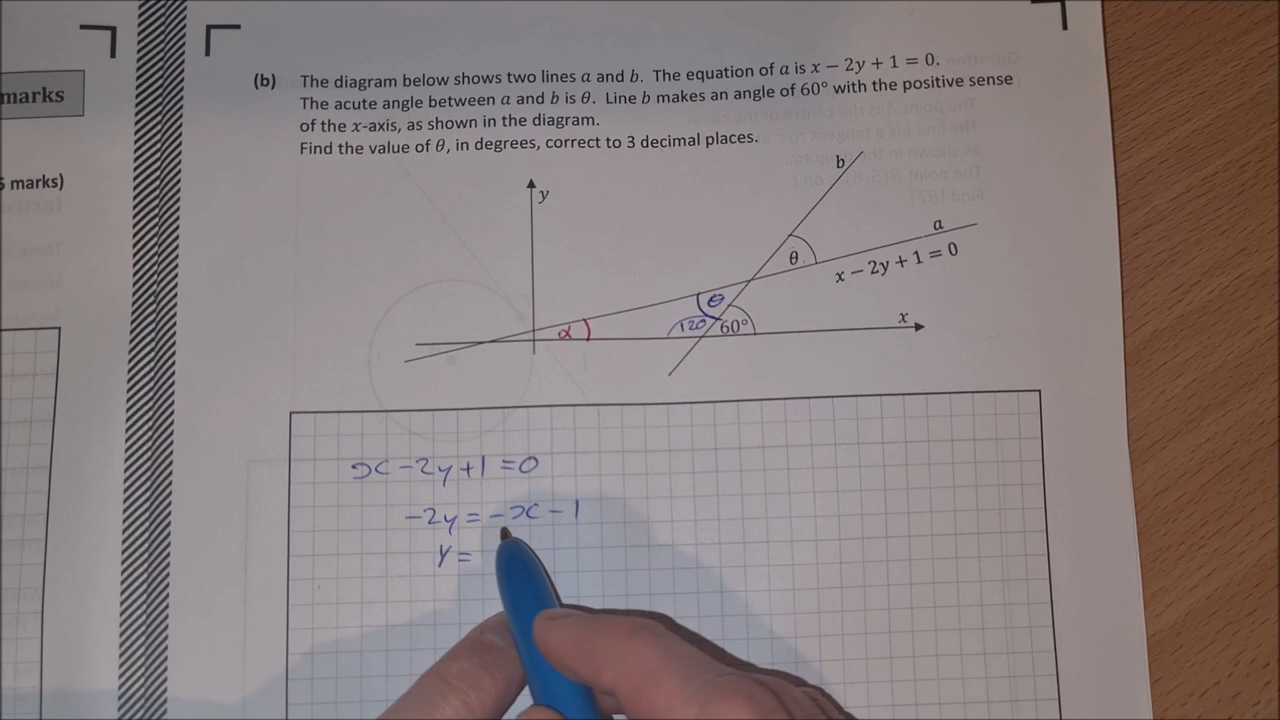 marks
5 marks)
(b) The diagram below shows two lines a and b. The equation of a is x − 2y + 1 = 0.
The acute angle between a and b is θ. Line b makes an angle of 60° with the positive sense
of the x-axis, as shown in the diagram.
Find the value of θ, in degrees, correct to 3 decimal places.
b
y
a
θ
x − 2y + 1 = 0
θ
α
120
60°
x
x - 2y + 1 = 0
-2y = -x - 1
y =